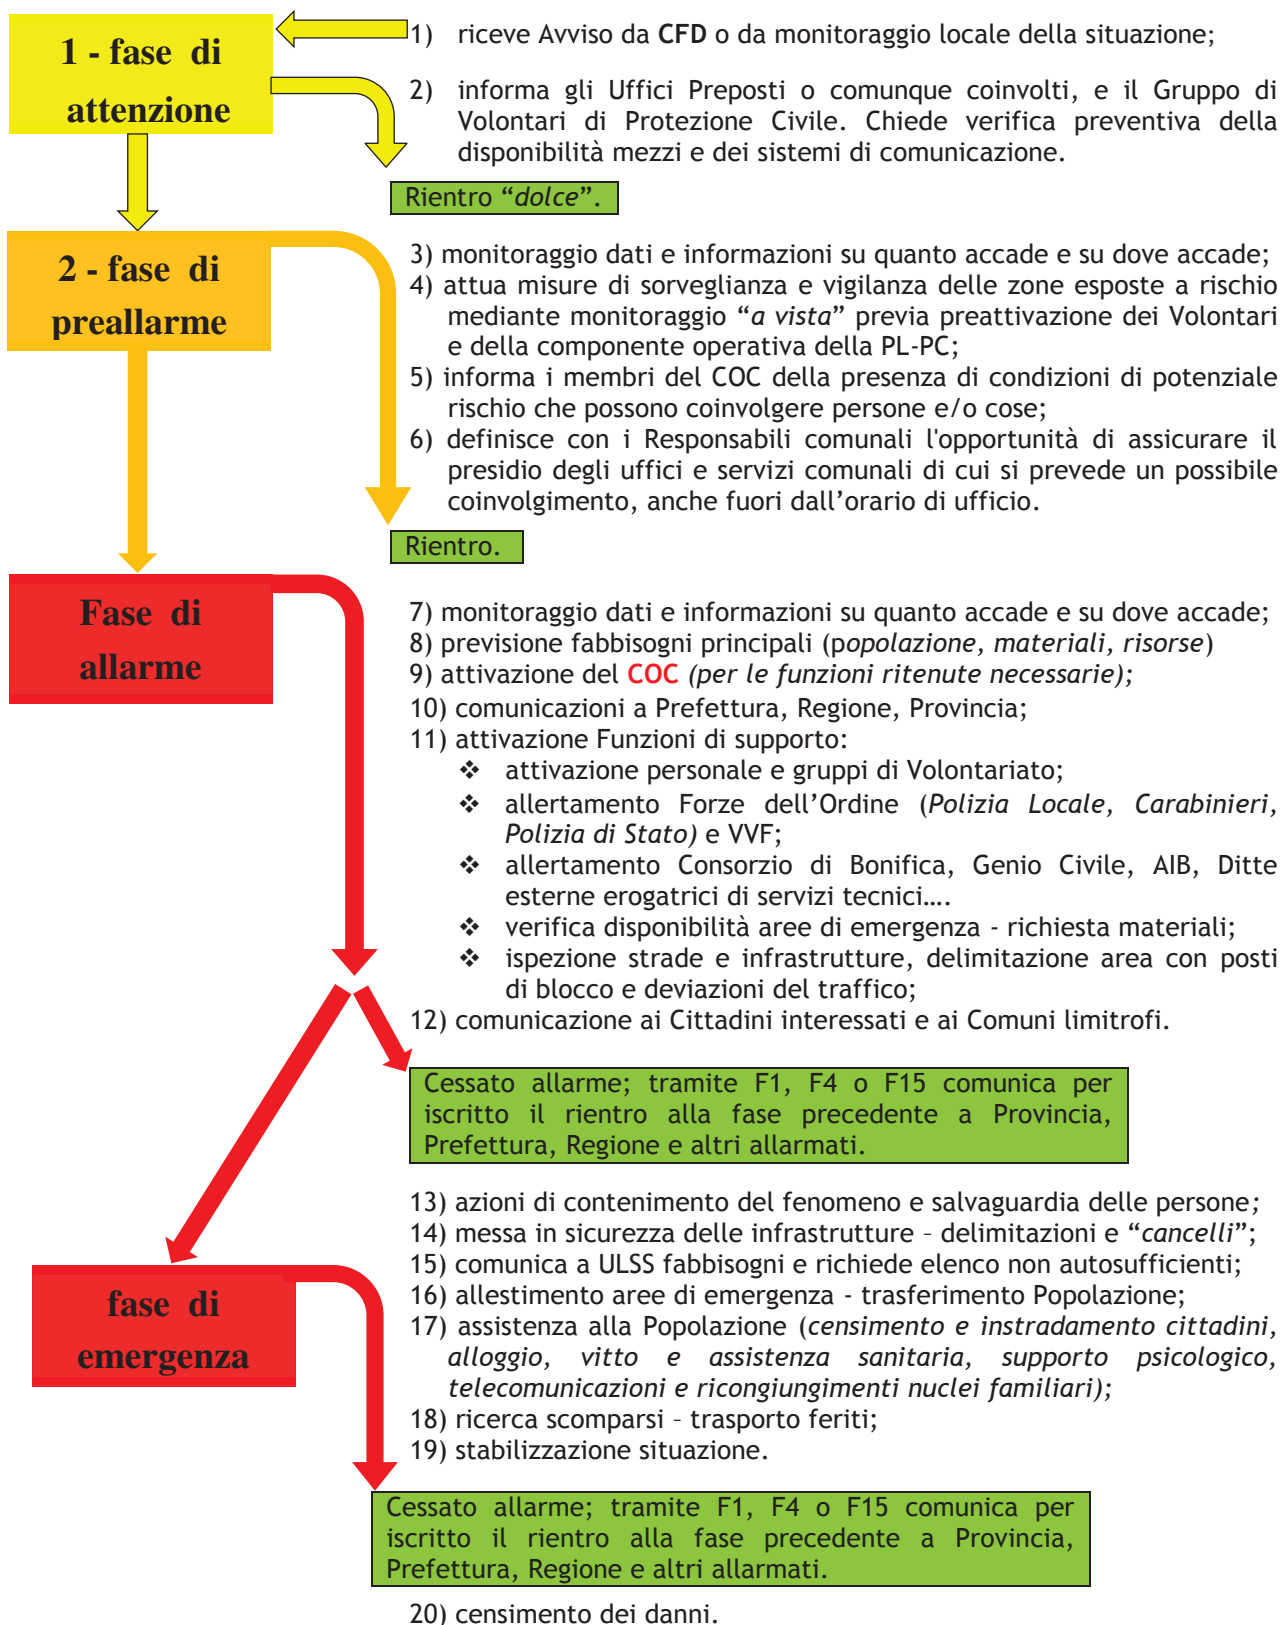 1 - fase di
attenzione
1) riceve Avviso da CFD o da monitoraggio locale della situazione;
2) informa gli Uffici Preposti o comunque coinvolti, e il Gruppo di
Volontari di Protezione Civile. Chiede verifica preventiva della
disponibilità mezzi e dei sistemi di comunicazione.
Rientro “dolce”.
2 - fase di
preallarme
3) monitoraggio dati e informazioni su quanto accade e su dove accade;
4) attua misure di sorveglianza e vigilanza delle zone esposte a rischio
mediante monitoraggio “a vista” previa preattivazione dei Volontari
e della componente operativa della PL-PC;
5) informa i membri del COC della presenza di condizioni di potenziale
rischio che possono coinvolgere persone e/o cose;
6) definisce con i Responsabili comunali l'opportunità di assicurare il
presidio degli uffici e servizi comunali di cui si prevede un possibile
coinvolgimento, anche fuori dall’orario di ufficio.
Rientro.
Fase di
allarme
7) monitoraggio dati e informazioni su quanto accade e su dove accade;
8) previsione fabbisogni principali (popolazione, materiali, risorse)
9) attivazione del COC (per le funzioni ritenute necessarie);
10) comunicazioni a Prefettura, Regione, Provincia;
11) attivazione Funzioni di supporto:
❖ attivazione personale e gruppi di Volontariato;
❖ allertamento Forze dell’Ordine (Polizia Locale, Carabinieri,
Polizia di Stato) e VVF;
❖ allertamento Consorzio di Bonifica, Genio Civile, AIB, Ditte
esterne erogatrici di servizi tecnici….
❖ verifica disponibilità aree di emergenza - richiesta materiali;
❖ ispezione strade e infrastrutture, delimitazione area con posti
di blocco e deviazioni del traffico;
12) comunicazione ai Cittadini interessati e ai Comuni limitrofi.
Cessato allarme; tramite F1, F4 o F15 comunica per
iscritto il rientro alla fase precedente a Provincia,
Prefettura, Regione e altri allarmati.
fase di
emergenza
13) azioni di contenimento del fenomeno e salvaguardia delle persone;
14) messa in sicurezza delle infrastrutture – delimitazioni e “cancelli”;
15) comunica a ULSS fabbisogni e richiede elenco non autosufficienti;
16) allestimento aree di emergenza - trasferimento Popolazione;
17) assistenza alla Popolazione (censimento e instradamento cittadini,
alloggio, vitto e assistenza sanitaria, supporto psicologico,
telecomunicazioni e ricongiungimenti nuclei familiari);
18) ricerca scomparsi – trasporto feriti;
19) stabilizzazione situazione.
Cessato allarme; tramite F1, F4 o F15 comunica per
iscritto il rientro alla fase precedente a Provincia,
Prefettura, Regione e altri allarmati.
20) censimento dei danni.